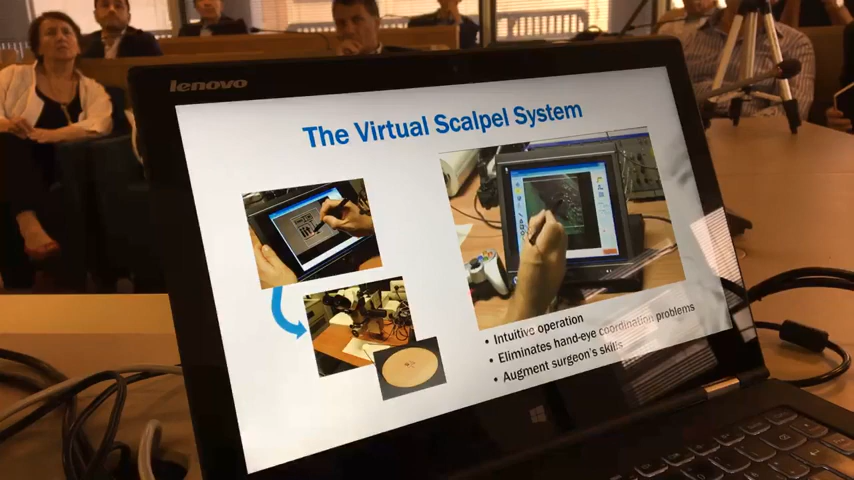 lenovo
The Virtual Scalpel System
• Intuitive operation
• Eliminates hand-eye coordination problems
• Augment surgeon's skills